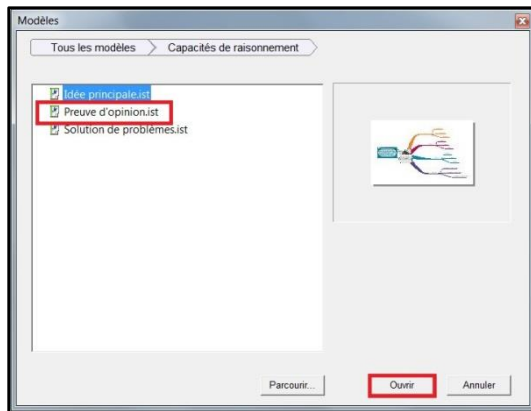 Modèles
Tous les modèles
Capacités de raisonnement
Idée principale.ist
Preuve d'opinion.ist
Solution de problèmes.ist
Parcourir...
Ouvrir
Annuler